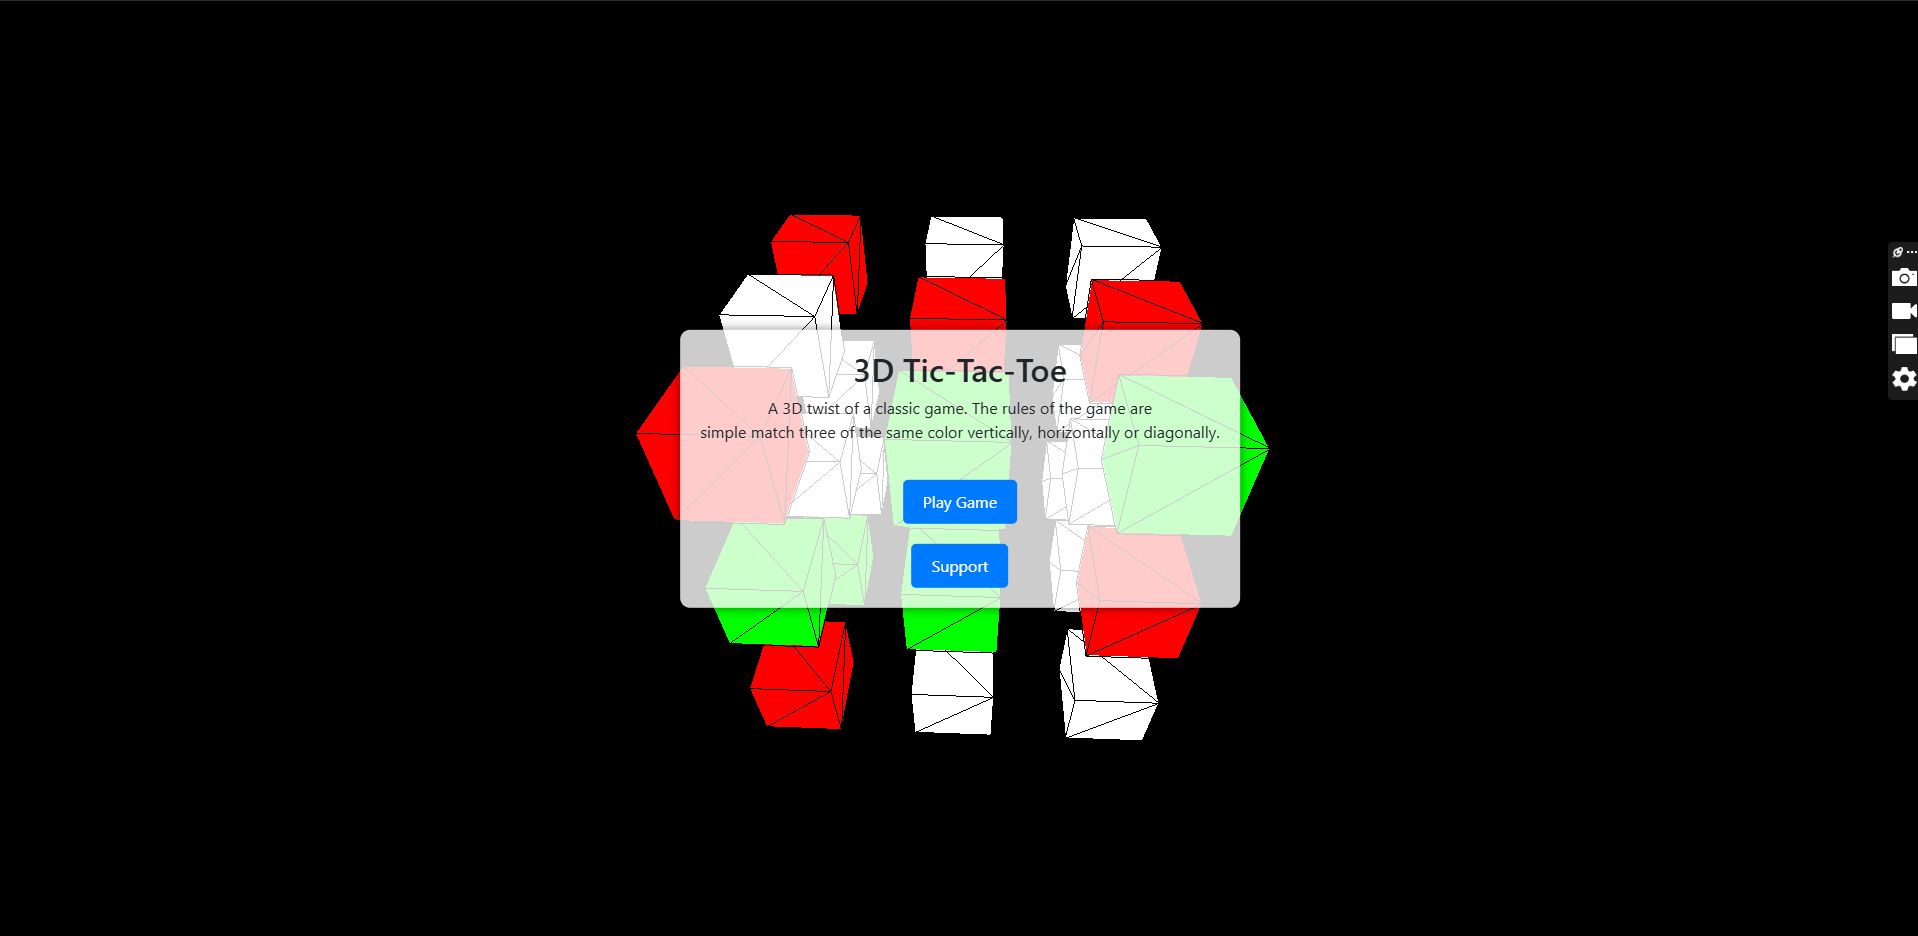 3D Tic-Tac-Toe
A 3D twist of a classic game. The rules of the game are
simple match three of the same color vertically, horizontally or diagonally.
Play Game
Support